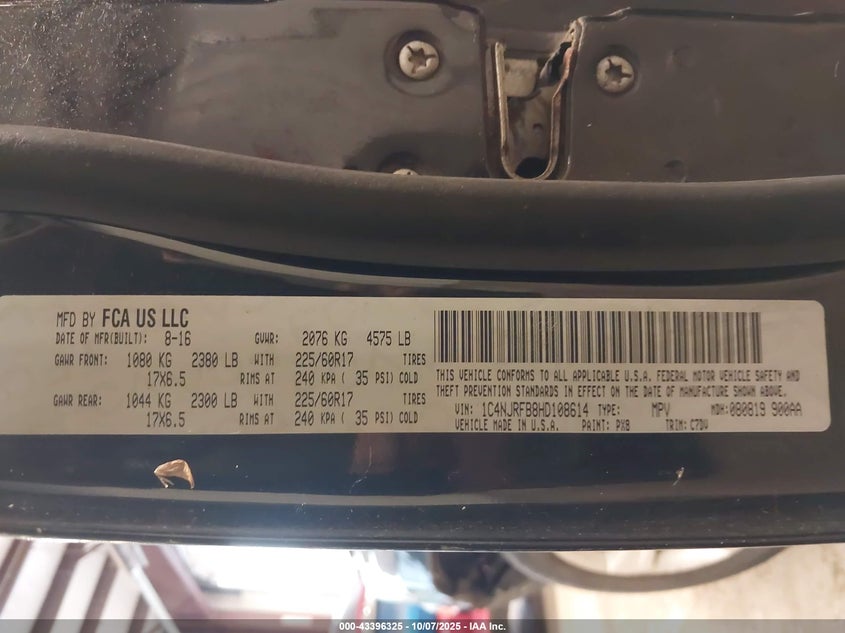 MFD BY FCA US LLC
DATE OF MFR(BUILT): 8-16 GVWR: 2076 KG 4575 LB
GAWR FRONT: 1080 KG 2380 LB WITH 225/60R17 TIRES
17X6.5 RIMS AT 240 KPA ( 35 PSI) COLD
GAWR REAR: 1044 KG 2300 LB WITH 225/60R17 TIRES
17X6.5 RIMS AT 240 KPA ( 35 PSI) COLD
THIS VEHICLE CONFORMS TO ALL APPLICABLE U.S.A. FEDERAL MOTOR VEHICLE SAFETY AND
THEFT PREVENTION STANDARDS IN EFFECT ON THE DATE OF MANUFACTURE SHOWN ABOVE.
VIN: 1C4NJRFB8HD108614 TYPE: MPV MDH: 080819 900AA
VEHICLE MADE IN U.S.A. PAINT: PX8 TRIM: C7DW
000-43396325 - 10/07/2025 - IAA Inc.